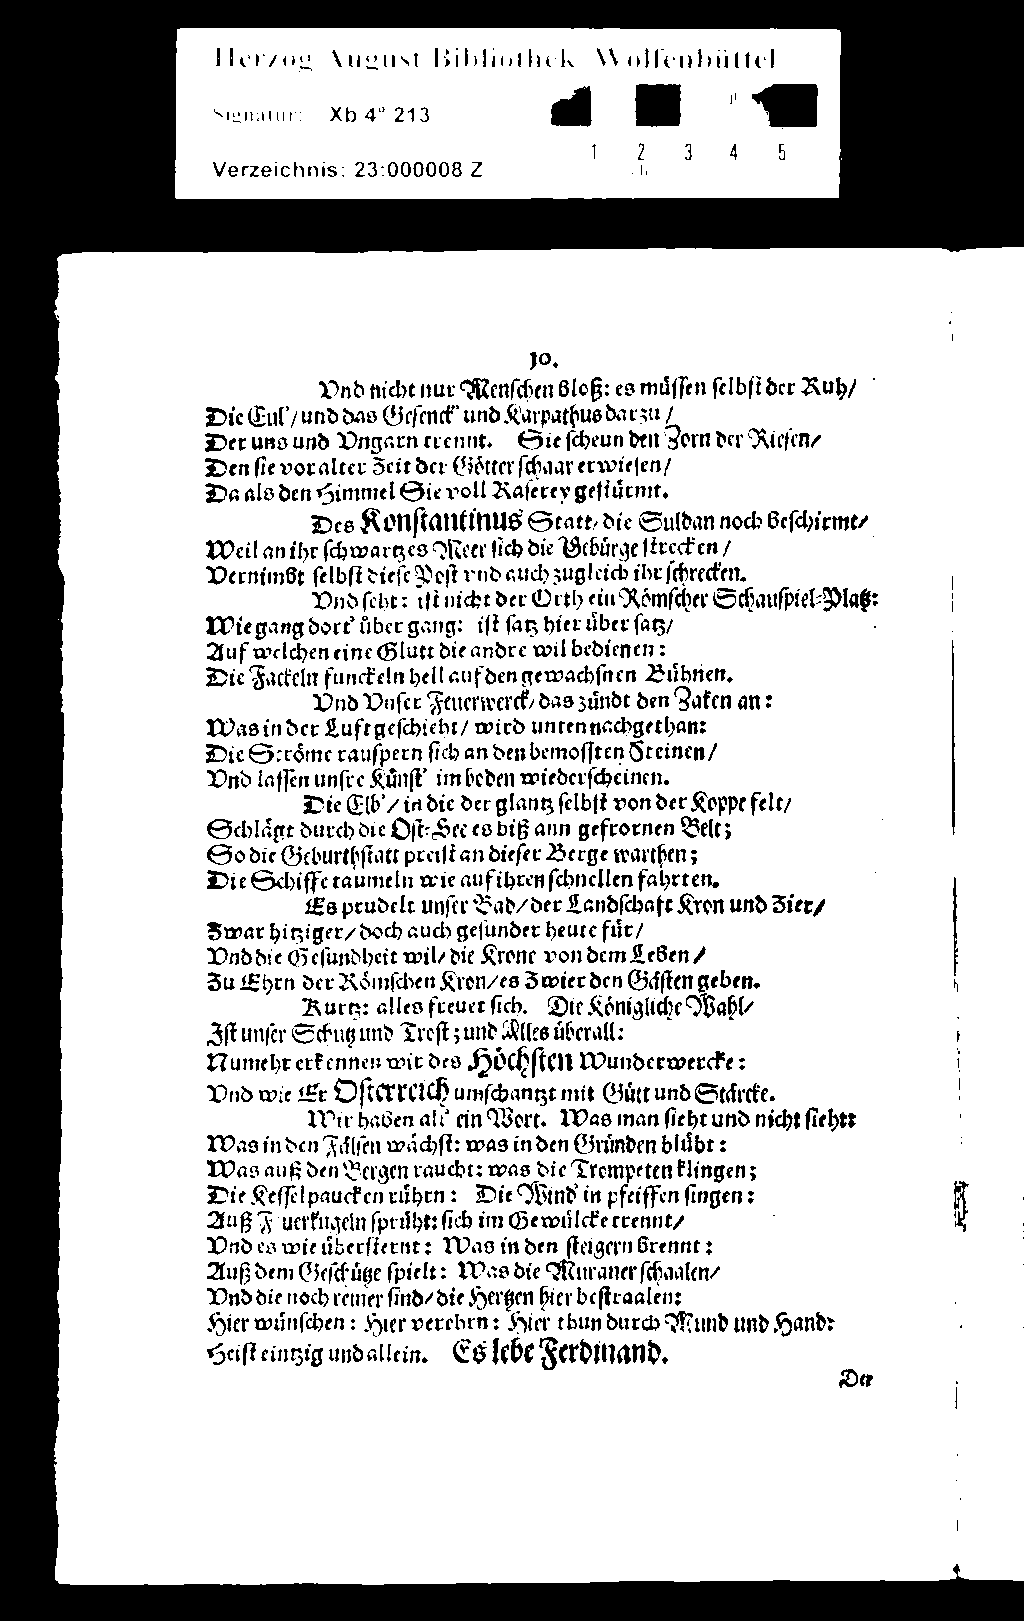 Herzog August Bibliothek Wolfenbüttel
Signatur: Xb 4° 213
1 2 3 4 5
Verzeichnis: 23:000008 Z
10.
Vnd nicht nur Menschen bloß: es müssen selbst der Ruh/
Die Eul'/ und das Gesenck' und Karpathus darzu/
Der uns und Vngarn trennt. Sie scheun den Zorn der Riesen/
Den sie vor alter Zeit der Götter schaar erwiesen/
Da als den Himmel Sie voll Raserey gestürmt.
Des Konstantinus Statt/ die Suldan noch beschirmt/
Weil an ihr schwartzes Meer sich die Gebürge strecken/
Vernimbt selbst diese Post vnd auch zugleich ihr schrecken.
Vnd seht: ist nicht der Orth ein Römscher Schauspiel-Platz:
Wie gang dort' über gang: ist satz hier über satz/
Auf welchen eine Glutt die andre wil bedienen:
Die Fackeln funckeln hell auf den gewachsnen Bühnen.
Vnd Vnser Feuerwerck/ das zündt den Zaken an:
Was in der Luft geschieht/ wird unten nachgethan:
Die Ströme rauspern sich an den bemossten Steinen/
Vnd lassen unsre Künst' im beden wiederscheinen.
Die Elb'/ in die der glantz selbst von der Koppe felt/
Schlägt durch die Ost-See es biß ann gefrornen Belt;
So die Geburthstatt preist an dieser Berge warthen;
Die Schiffe taumeln wie auf ihren schnellen fahrten.
Es prudelt unser Bad/ der Landschaft Kron und Zier/
Zwar hitziger/ doch auch gesunder heute für/
Vnd die Gesundheit wil/ die Krone von dem Leben/
Zu Ehrn der Römschen Kron/ es Zwier den Gästen geben.
Kurtz: alles freuet sich. Die Königliche Wahl/
Ist unser Schutz und Trost; und Alles überall:
Numehr erkennen wir des Höchsten Wunderwercke:
Vnd wie Er Osterreich umschantzt mit Gütt und Stärcke.
Wir haben all' ein Wort. Was man sieht und nicht sieht:
Was in den Fälsen wächst: was in den Gründen blüht:
Was auß den Bergen raucht: was die Trompeten klingen;
Die Kesselpaucken rührn: Die Wind' in pfeiffen singen:
Auß Feuerkugeln sprüht: sich im Gewülcke trennt/
Vnd es wie übersternt: Was in den steigern brennt:
Auß dem Geschütze spielt: Was die Muraner schaalen/
Vnd die noch reiner sind/ die Hertzen hier bestraalen:
Hier wünschen: Hier verehrn: Hier thun durch Mund und Hand:
Heist eintzig und allein. Es lebe Ferdinand.
Der